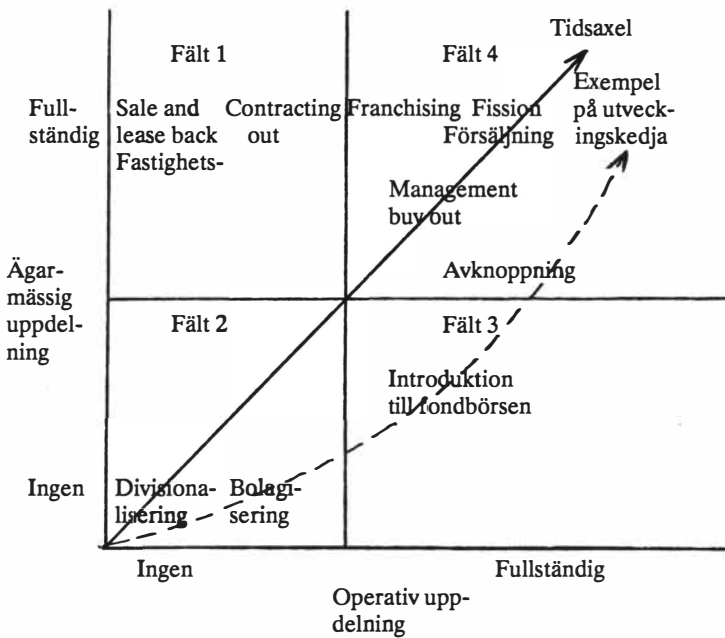 Tidsaxel
Fält 1
Fält 4
Exempel
på utveck-
ingskedja
Full-
ständig
Sale and
lease back
Fastighets-
Contracting
out
Franchising
Fission
Försäljning
Management
buy out
Avknoppning
Ägar-
mässig
uppdel-
ning
Fält 2
Fält 3
Introduktion
till fondbörsen
Ingen
Divisiona-
lisering
Bolagi-
sering
Ingen
Fullständig
Operativ upp-
delning